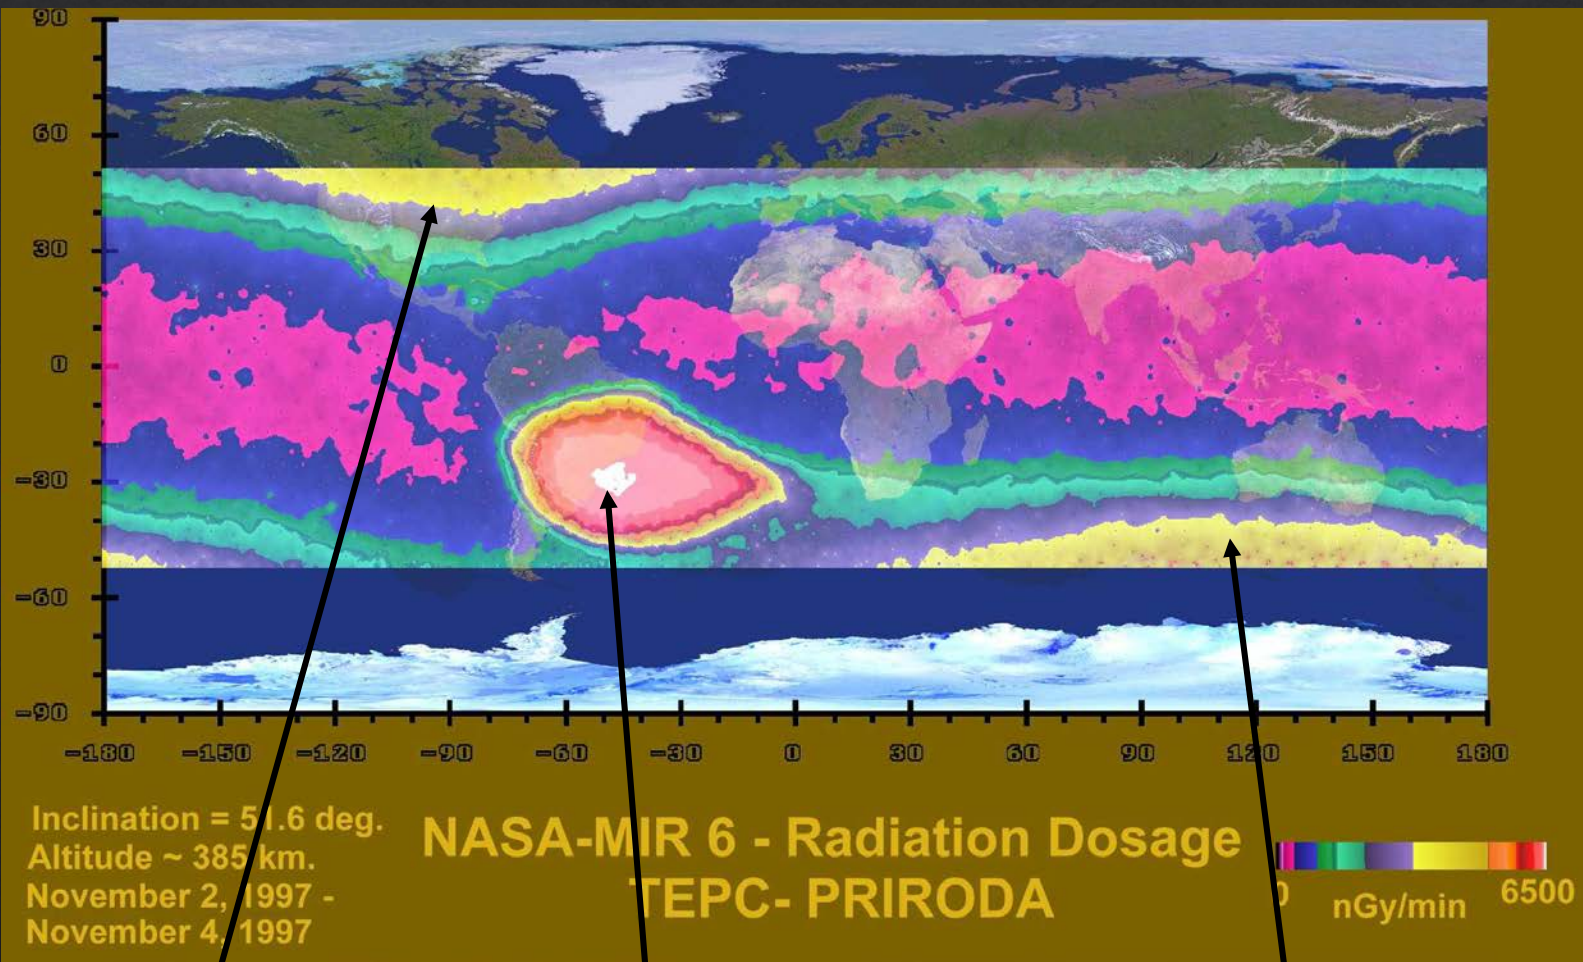 90
60
30
0
-30
-60
-90
-180 -150 -120 -90 -60 -30 0 30 60 90 120 150 180
Inclination = 51.6 deg.
Altitude ~ 385 km.
November 2, 1997 -
November 4, 1997
NASA-MIR 6 - Radiation Dosage
TEPC- PRIRODA
0 nGy/min 6500